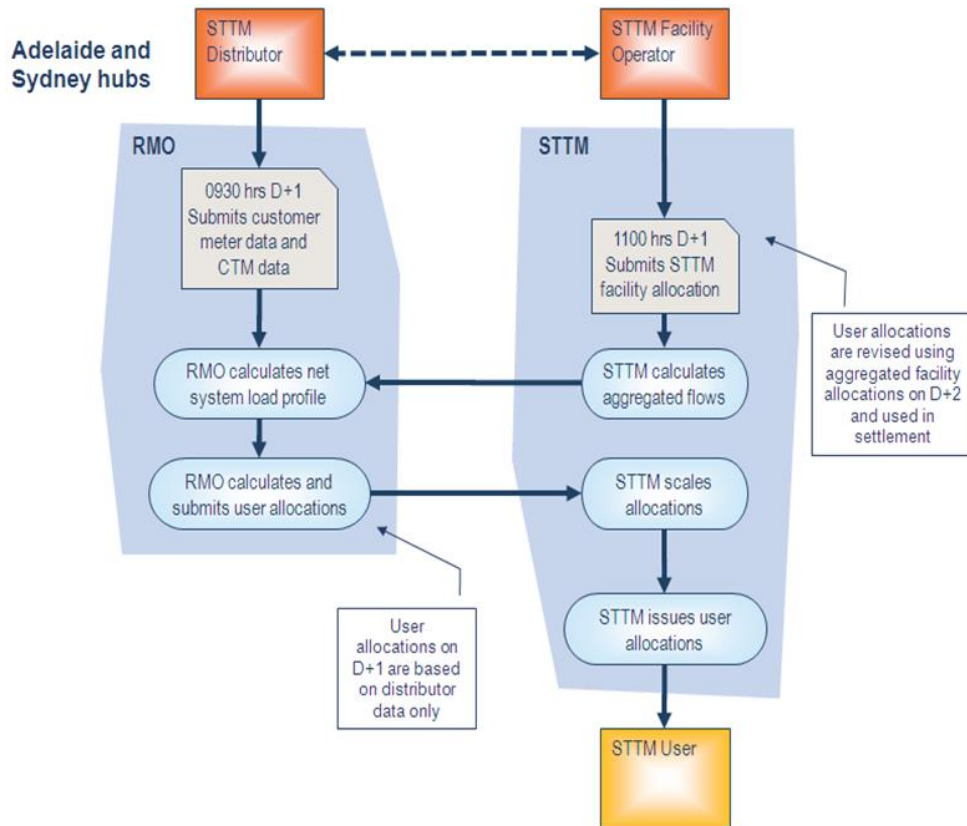 Adelaide and
Sydney hubs
STTM
Distributor
STTM Facility
Operator
RMO
STTM
0930 hrs D+1
Submits customer
meter data and
CTM data
1100 hrs D+1
Submits STTM
facility allocation
User allocations
are revised using
aggregated facility
allocations on D+2
and used in
settlement
RMO calculates net
system load profile
STTM calculates
aggregated flows
RMO calculates and
submits user allocations
STTM scales
allocations
User
allocations on
D+1 are based
on distributor
data only
STTM issues user
allocations
STTM User